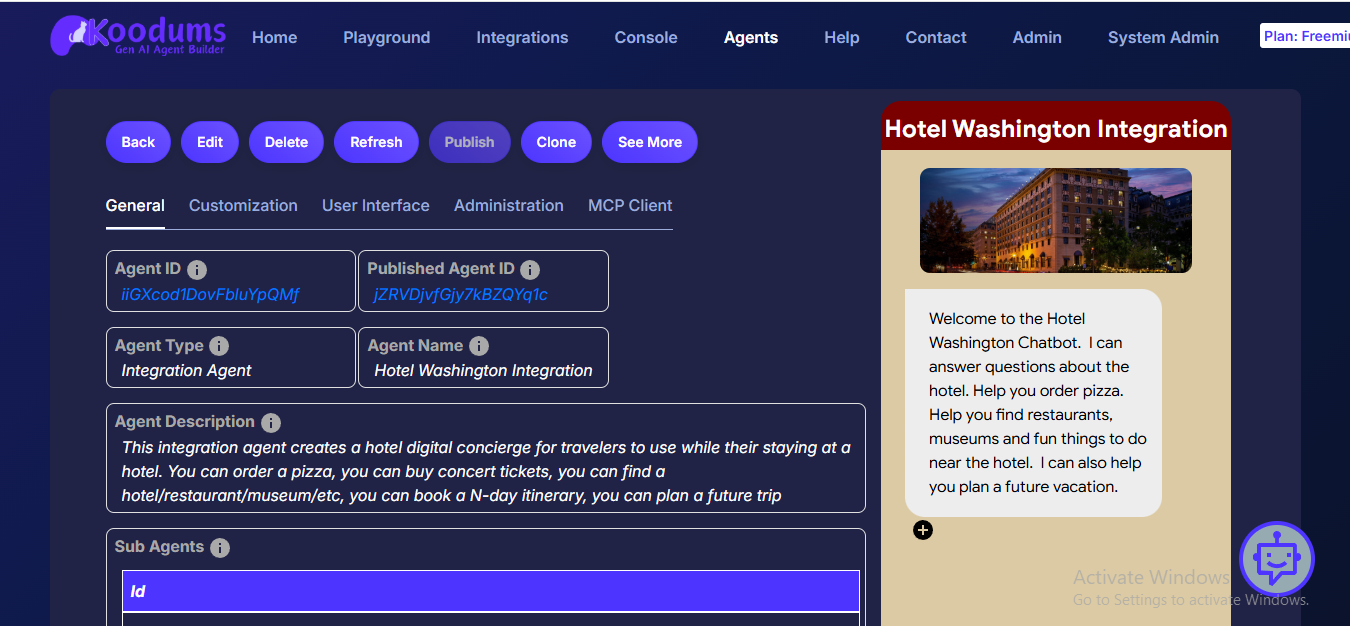 Koodums
Gen AI Agent Builder
Home Playground Integrations Console Agents Help Contact Admin System Admin
Plan: Freemiu
Back Edit Delete Refresh Publish Clone See More
General Customization User Interface Administration MCP Client
Agent ID
iiGXcod1DovFbluYpQMf
Published Agent ID
jZRVDjvfGjy7kBZQYq1c
Agent Type
Integration Agent
Agent Name
Hotel Washington Integration
Agent Description
This integration agent creates a hotel digital concierge for travelers to use while their staying at a
hotel. You can order a pizza, you can buy concert tickets, you can find a
hotel/restaurant/museum/etc, you can book a N-day itinerary, you can plan a future trip
Sub Agents
Id
Hotel Washington Integration
Welcome to the Hotel
Washington Chatbot. I can
answer questions about the
hotel. Help you order pizza.
Help you find restaurants,
museums and fun things to do
near the hotel. I can also help
you plan a future vacation.
Activate Windows
Go to Settings to activate Windows.